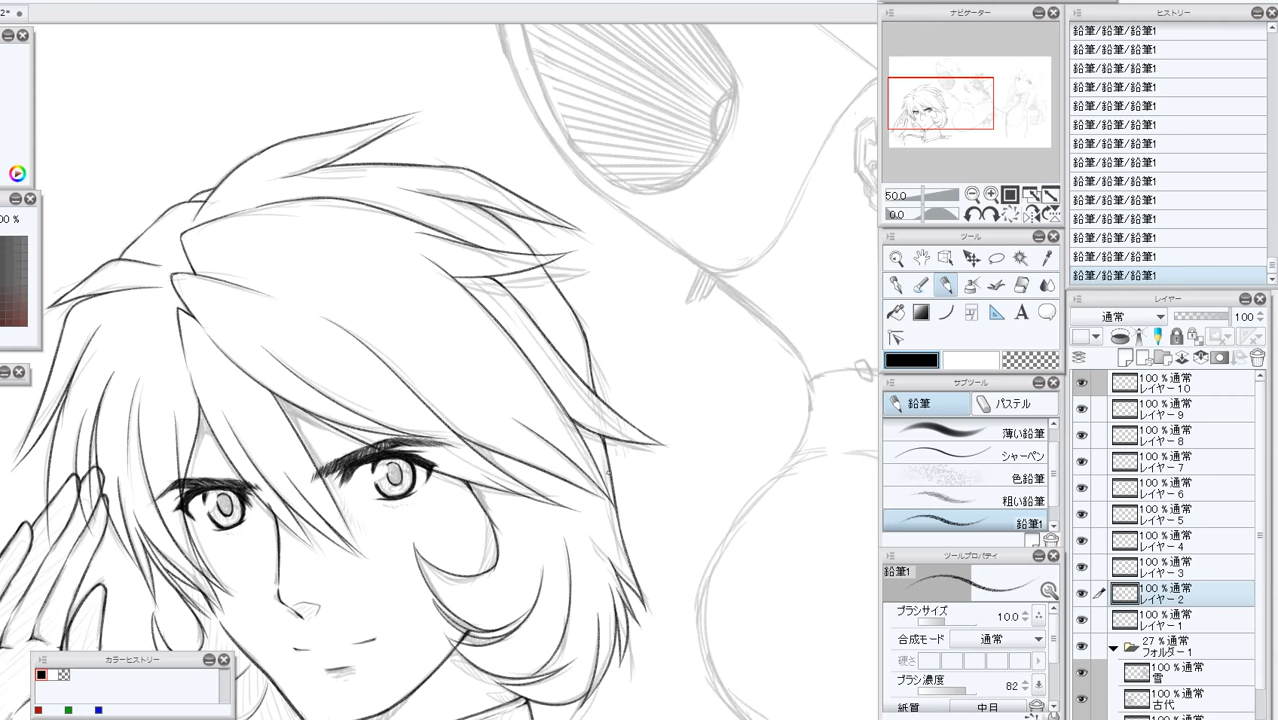 2*
ナビゲーター
ヒストリー
鉛筆/鉛筆/鉛筆1
鉛筆/鉛筆/鉛筆1
鉛筆/鉛筆/鉛筆1
鉛筆/鉛筆/鉛筆1
鉛筆/鉛筆/鉛筆1
鉛筆/鉛筆/鉛筆1
鉛筆/鉛筆/鉛筆1
鉛筆/鉛筆/鉛筆1
鉛筆/鉛筆/鉛筆1
鉛筆/鉛筆/鉛筆1
鉛筆/鉛筆/鉛筆1
鉛筆/鉛筆/鉛筆1
鉛筆/鉛筆/鉛筆1
鉛筆/鉛筆/鉛筆1
50.0
0.0
0 %
ツール
レイヤー
通常
100
サブツール
鉛筆
パステル
薄い鉛筆
シャーペン
色鉛筆
粗い鉛筆
鉛筆1
100 %通常
レイヤー 10
100 %通常
レイヤー 9
100 %通常
レイヤー 8
100 %通常
レイヤー 7
100 %通常
レイヤー 6
100 %通常
レイヤー 5
100 %通常
レイヤー 4
100 %通常
レイヤー 3
100 %通常
レイヤー 2
100 %通常
レイヤー 1
27 %通常
フォルダー 1
100 %通常
雪
100 %通常
古代
ツールプロパティ
鉛筆1
ブラシサイズ
10.0
合成モード
通常
硬さ
ブラシ濃度
82
紙質
中目
カラーヒストリー